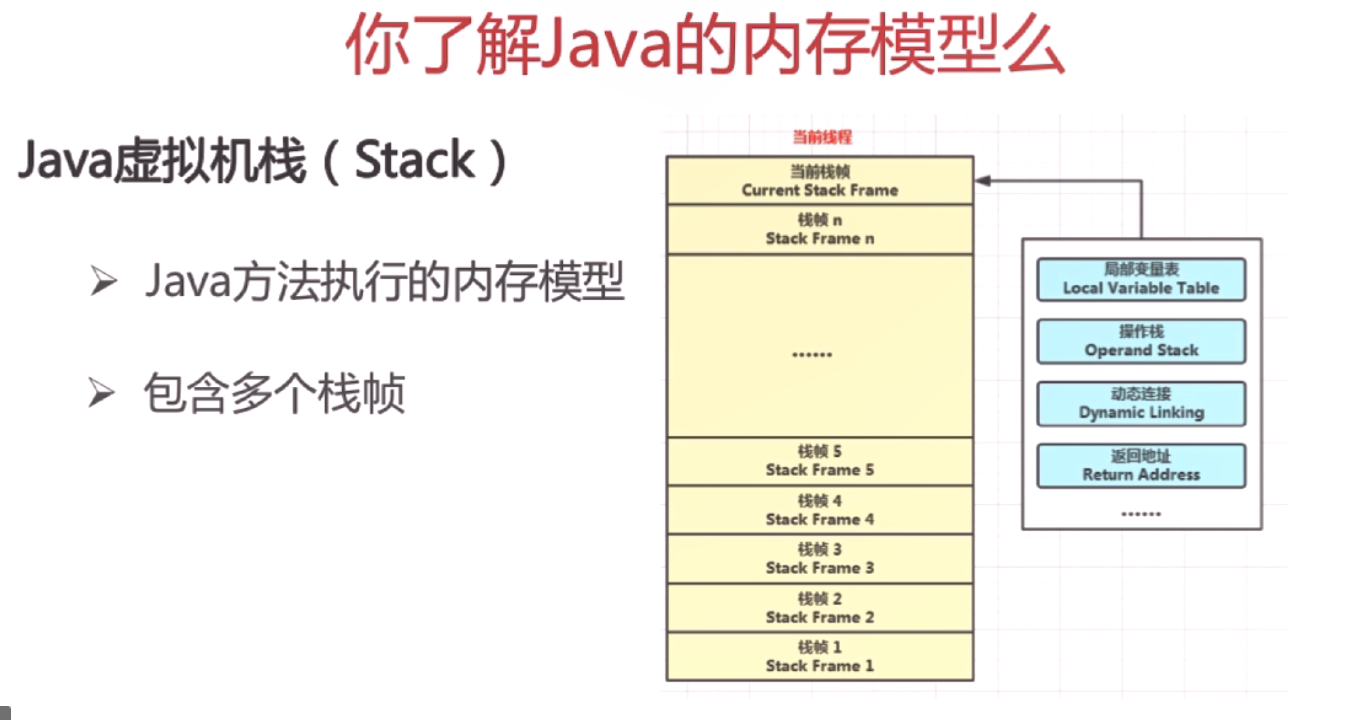 你了解Java的内存模型么
Java虚拟机栈（Stack）
Java方法执行的内存模型
包含多个栈帧
当前线程
当前栈帧
Current Stack Frame
栈帧 n
Stack Frame n
······
栈帧 5
Stack Frame 5
栈帧 4
Stack Frame 4
栈帧 3
Stack Frame 3
栈帧 2
Stack Frame 2
栈帧 1
Stack Frame 1
局部变量表
Local Variable Table
操作栈
Operand Stack
动态连接
Dynamic Linking
返回地址
Return Address
······